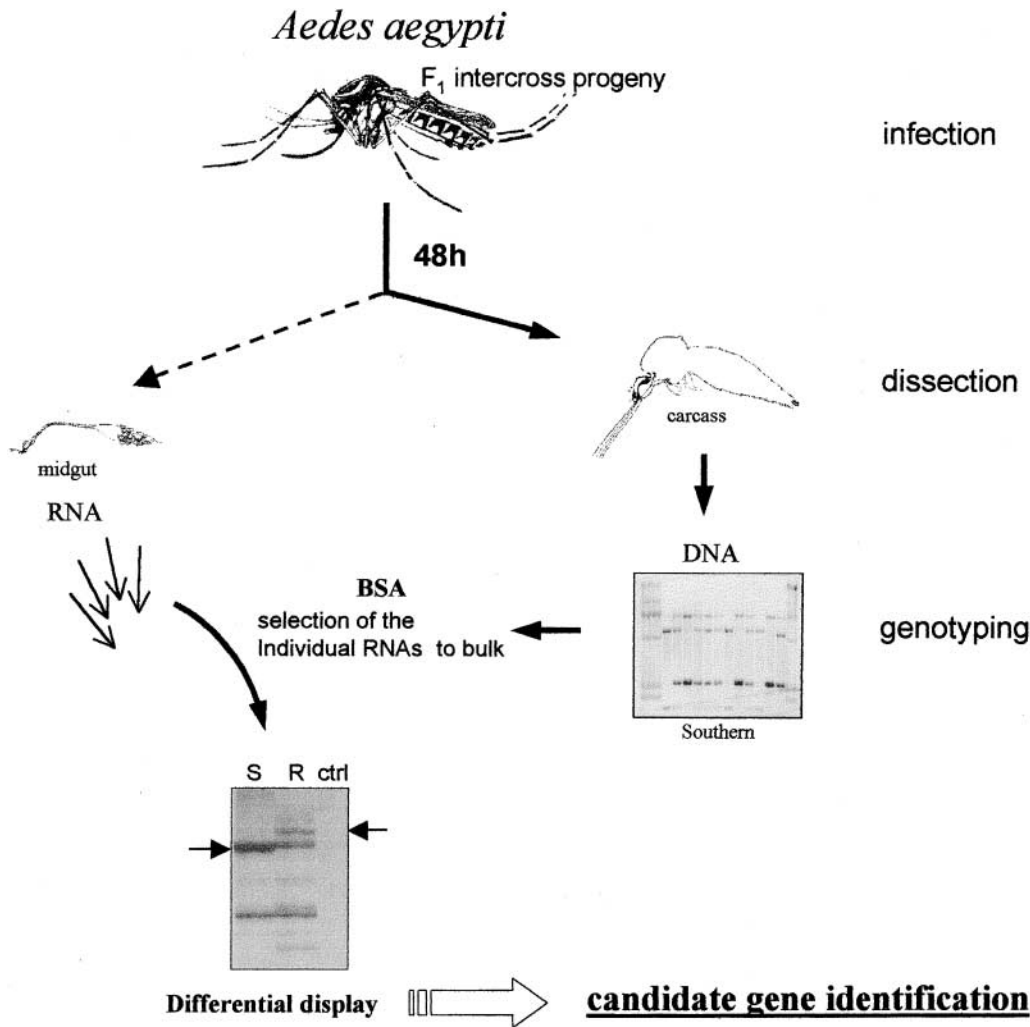 Aedes aegypti
F1 intercross progeny
infection
48h
dissection
carcass
midgut
RNA
DNA
BSA
selection of the
Individual RNAs to bulk
genotyping
Southern
S R ctrl
Differential display
candidate gene identification